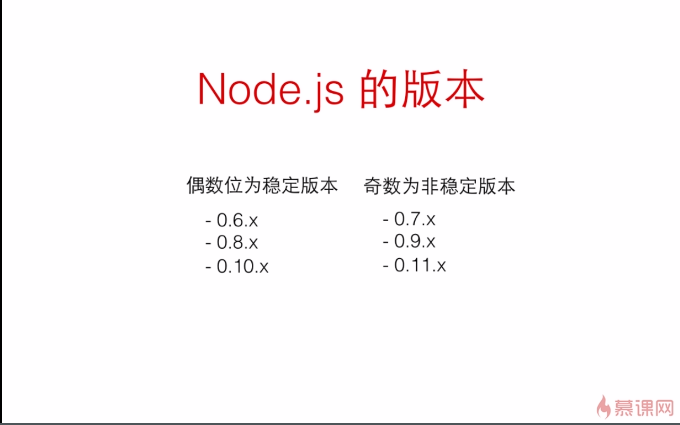 Node.js 的版本
偶数位为稳定版本
- 0.6.x
- 0.8.x
- 0.10.x
奇数为非稳定版本
- 0.7.x
- 0.9.x
- 0.11.x
慕课网